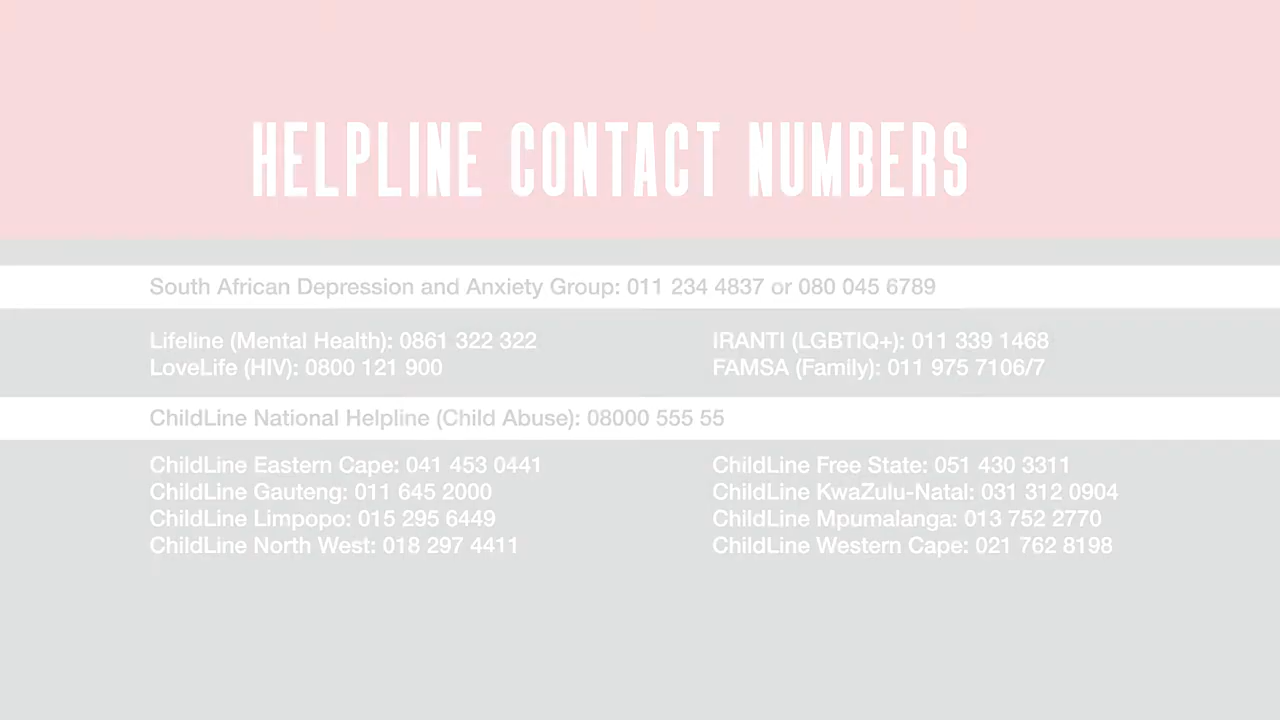 HELPLINE CONTACT NUMBERS
South African Depression and Anxiety Group: 011 234 4837 or 080 045 6789
Lifeline (Mental Health): 0861 322 322
LoveLife (HIV): 0800 121 900
IRANTI (LGBTIQ+): 011 339 1468
FAMSA (Family): 011 975 7106/7
ChildLine National Helpline (Child Abuse): 08000 555 55
ChildLine Eastern Cape: 041 453 0441
ChildLine Gauteng: 011 645 2000
ChildLine Limpopo: 015 295 6449
ChildLine North West: 018 297 4411
ChildLine Free State: 051 430 3311
ChildLine KwaZulu-Natal: 031 312 0904
ChildLine Mpumalanga: 013 752 2770
ChildLine Western Cape: 021 762 8198